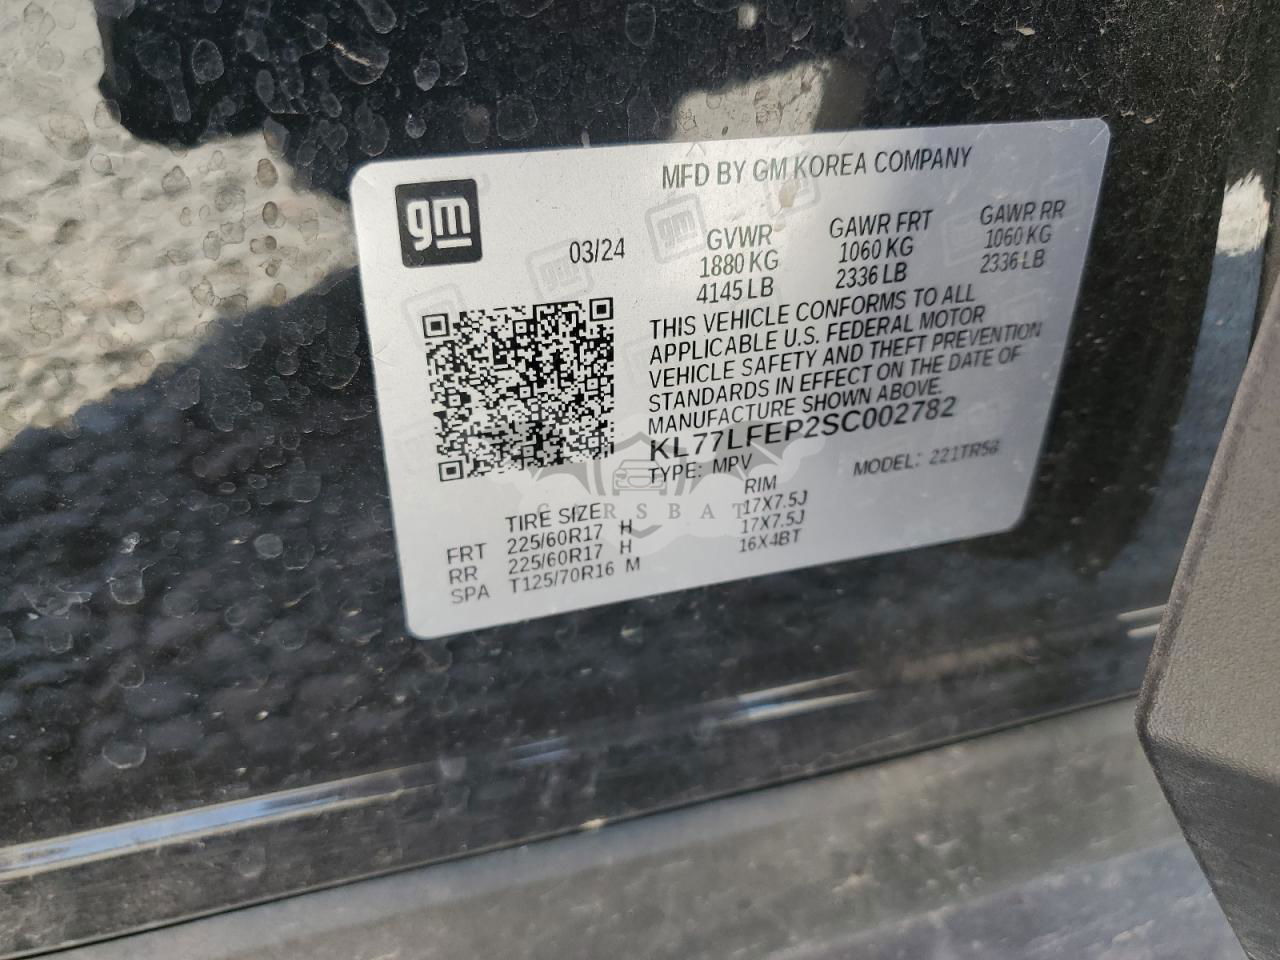 MFD BY GM KOREA COMPANY
gm
03/24
GVWR
1880 KG
4145 LB
GAWR FRT
1060 KG
2336 LB
GAWR RR
1060 KG
2336 LB
THIS VEHICLE CONFORMS TO ALL
APPLICABLE U.S. FEDERAL MOTOR
VEHICLE SAFETY AND THEFT PREVENTION
STANDARDS IN EFFECT ON THE DATE OF
MANUFACTURE SHOWN ABOVE.
KL77LFEP2SC002782
TYPE: MPV
MODEL: 221TR58
TIRE SIZE RIM
FRT 225/60R17 H 17X7.5J
RR 225/60R17 H 17X7.5J
SPA T125/70R16 M 16X4BT